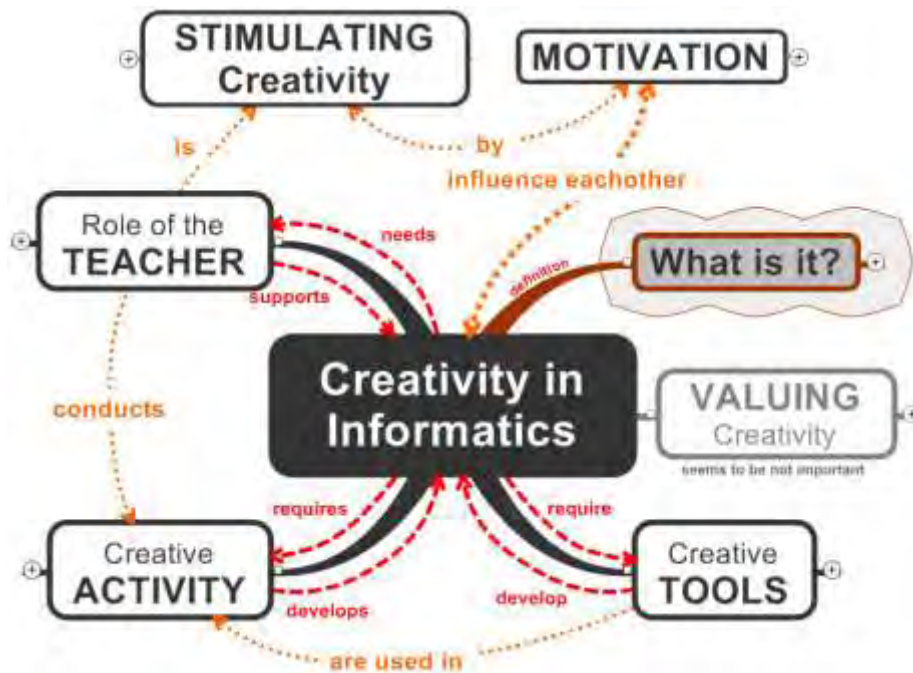 STIMULATING
Creativity
MOTIVATION
is
by
influence eachother
Role of the
TEACHER
needs
supports
definition
What is it?
Creativity in
Informatics
VALUING
Creativity
seems to be not important
conducts
requires
require
Creative
ACTIVITY
Creative
TOOLS
develops
develop
are used in